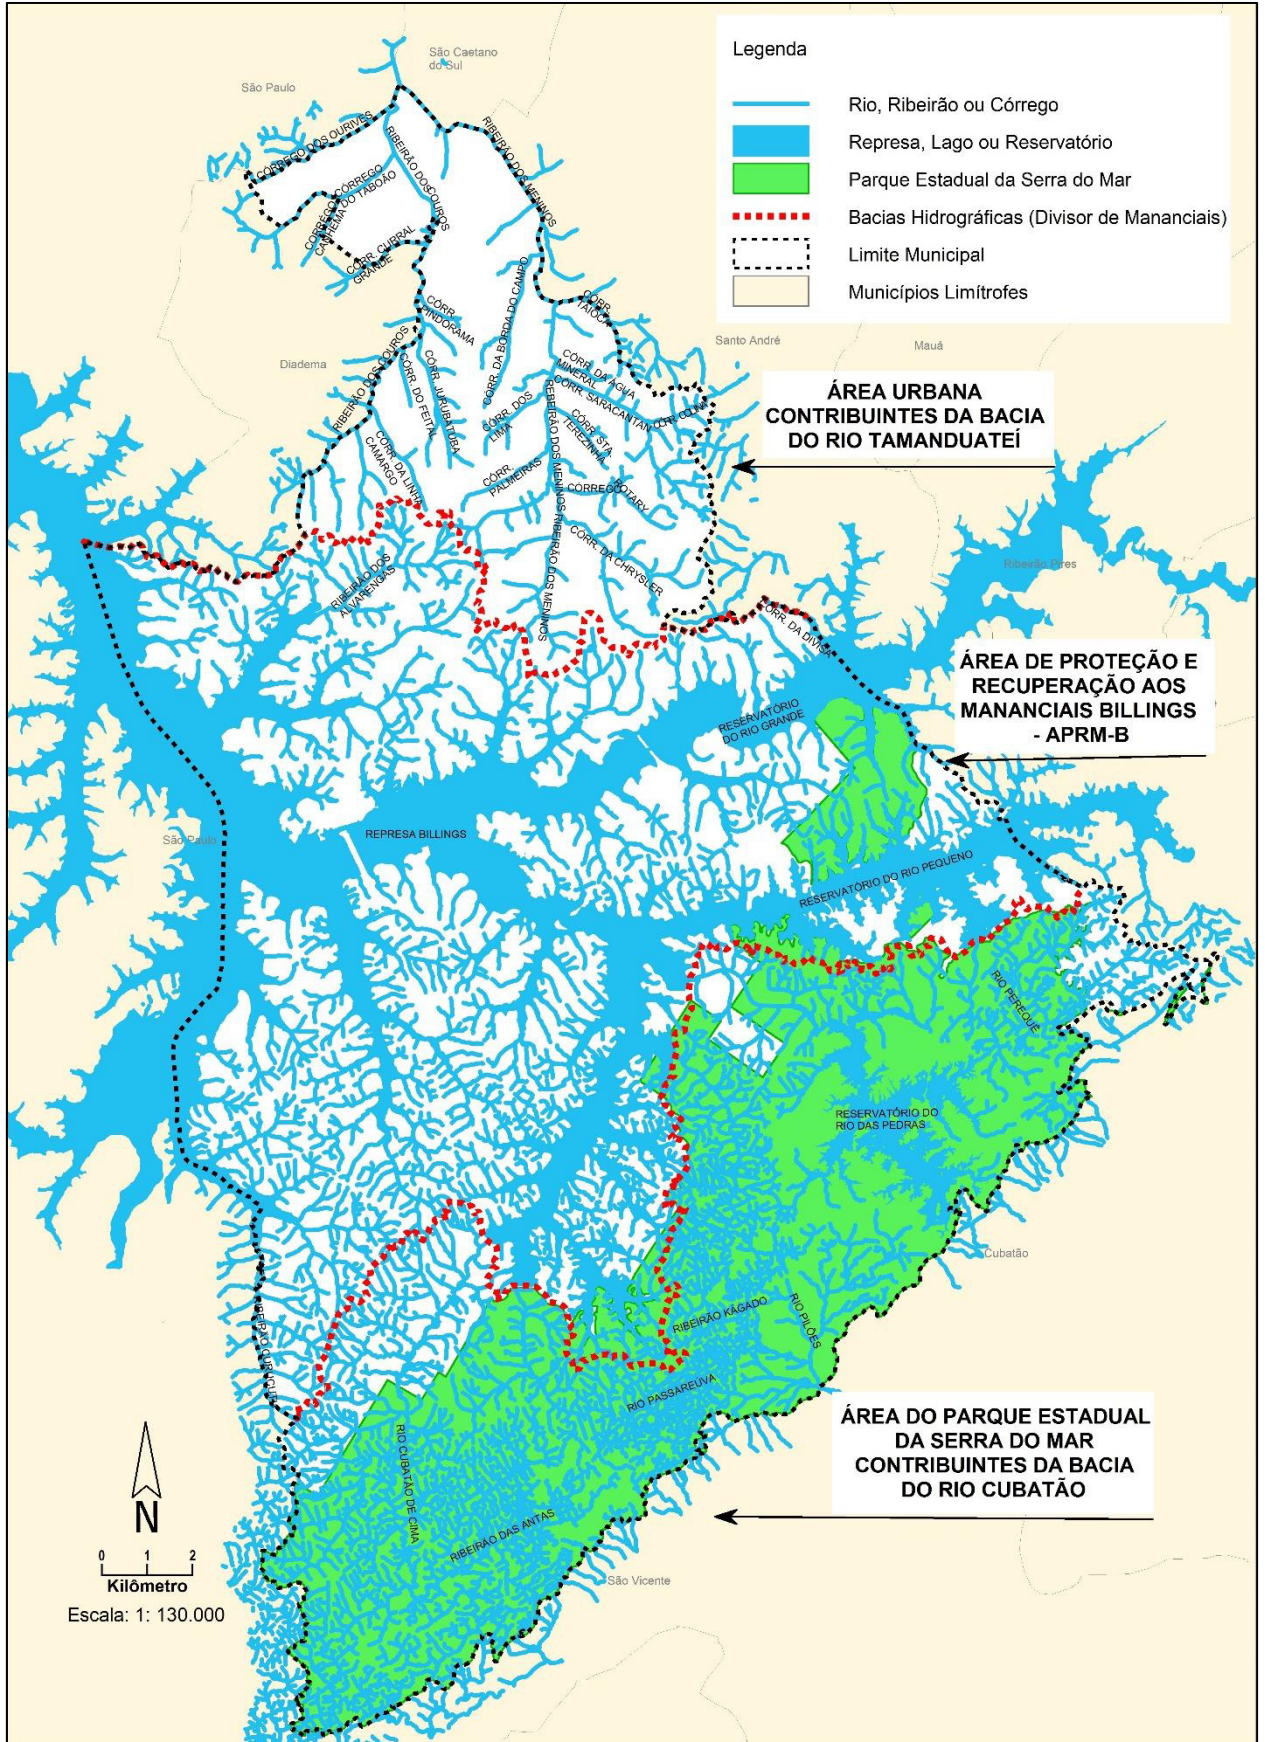 Legenda
Rio, Ribeirão ou Córrego
Represa, Lago ou Reservatório
Parque Estadual da Serra do Mar
Bacias Hidrográficas (Divisor de Mananciais)
Limite Municipal
Municípios Limítrofes
São Caetano
do Sul
São Paulo
CÓRREGO DOS OURIVES
RIBEIRÃO DOS COUROS
RIBEIRÃO DOS MENINOS
CÓRREGO
CANHEMA
CÓRREGO
DO TABOÃO
CÓRR. CURRAL
GRANDE
CÓRR.
PINDORAMA
CÓRR. DA BORDA DO CAMPO
CÓRR.
TAIOCA
Santo André
Mauá
Diadema
RIBEIRÃO DOS COUROS
CÓRR. DO FEITAL
CÓRR. JURUBATUBA
CÓRR. DOS
LIMA
CÓRR. DA ÁGUA
MINERAL
CÓRR. SARACANTAN
CÓRR. COLINA
CÓRR. STA.
TEREZINHA
ÁREA URBANA
CONTRIBUINTES DA BACIA
DO RIO TAMANDUATEÍ
CÓRR. DA LINHA
CAMARGO
CÓRR.
PALMEIRAS
CÓRREGO
ROTARY
RIBEIRÃO DOS MENINOS
RIBEIRÃO DOS MENINOS
CÓRR. DA CHRYSLER
RIBEIRÃO DOS
ALVARENGAS
Ribeirão Pires
CÓRR. DA DIVISA
ÁREA DE PROTEÇÃO E
RECUPERAÇÃO AOS
MANANCIAIS BILLINGS
- APRM-B
RESERVATÓRIO
DO RIO GRANDE
São Paulo
REPRESA BILLINGS
RESERVATÓRIO DO RIO PEQUENO
RIO PEREQUÊ
RESERVATÓRIO DO
RIO DAS PEDRAS
Cubatão
RIBEIRÃO CURUCUTU
RIBEIRÃO KÁGADO
RIO PILÕES
RIO PASSAREUVA
RIO CUBATÃO DE CIMA
RIBEIRÃO DAS ANTAS
ÁREA DO PARQUE ESTADUAL
DA SERRA DO MAR
CONTRIBUINTES DA BACIA
DO RIO CUBATÃO
São Vicente
N
0 1 2
Kilômetro
Escala: 1: 130.000